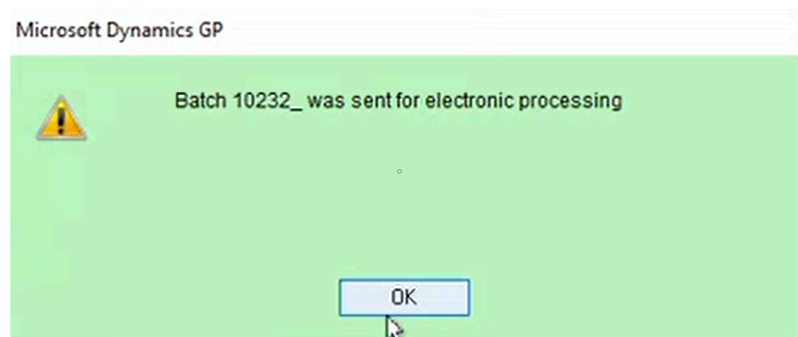 Microsoft Dynamics GP
Batch 10232_ was sent for electronic processing
OK